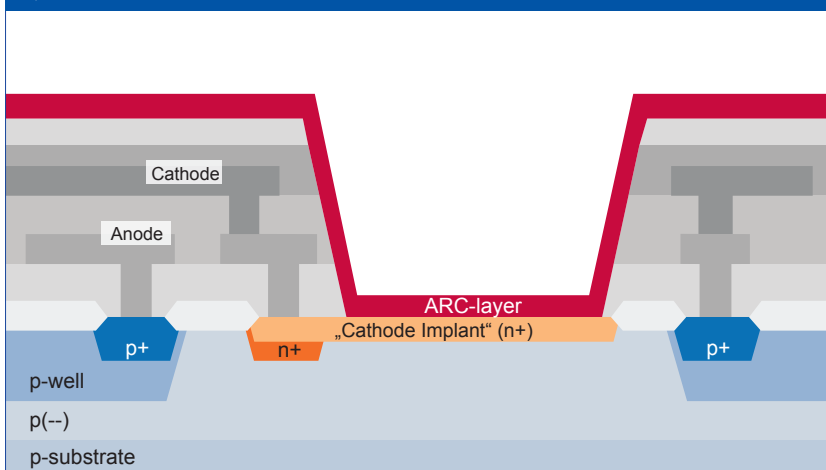 Cathode
Anode
ARC-layer
„Cathode Implant“ (n+)
p+
n+
p+
p-well
p(--)
p-substrate